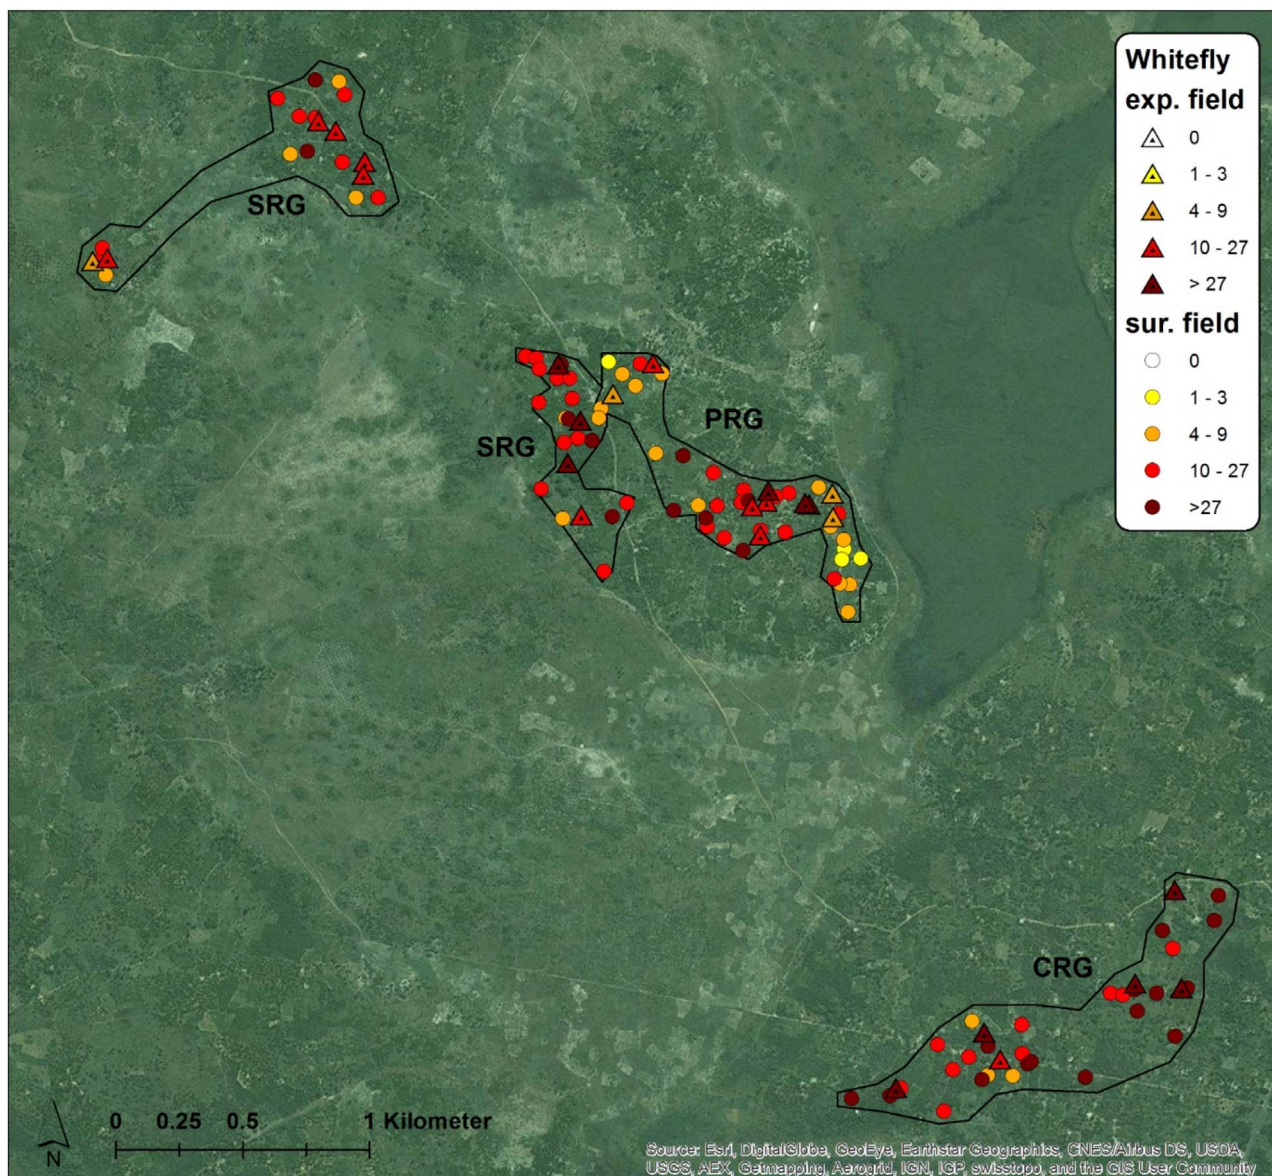 Whitefly
exp. field
0
1 - 3
4 - 9
10 - 27
> 27
sur. field
0
1 - 3
4 - 9
10 - 27
>27
SRG
SRG
PRG
CRG
0 0.25 0.5 1 Kilometer
N
Source: Esri, DigitalGlobe, GeoEye, Earthstar Geographics, CNES/Airbus DS, USDA,
USGS, AEX, Getmapping, Aerogrid, IGN, IGP, swisstopo, and the GIS User Community